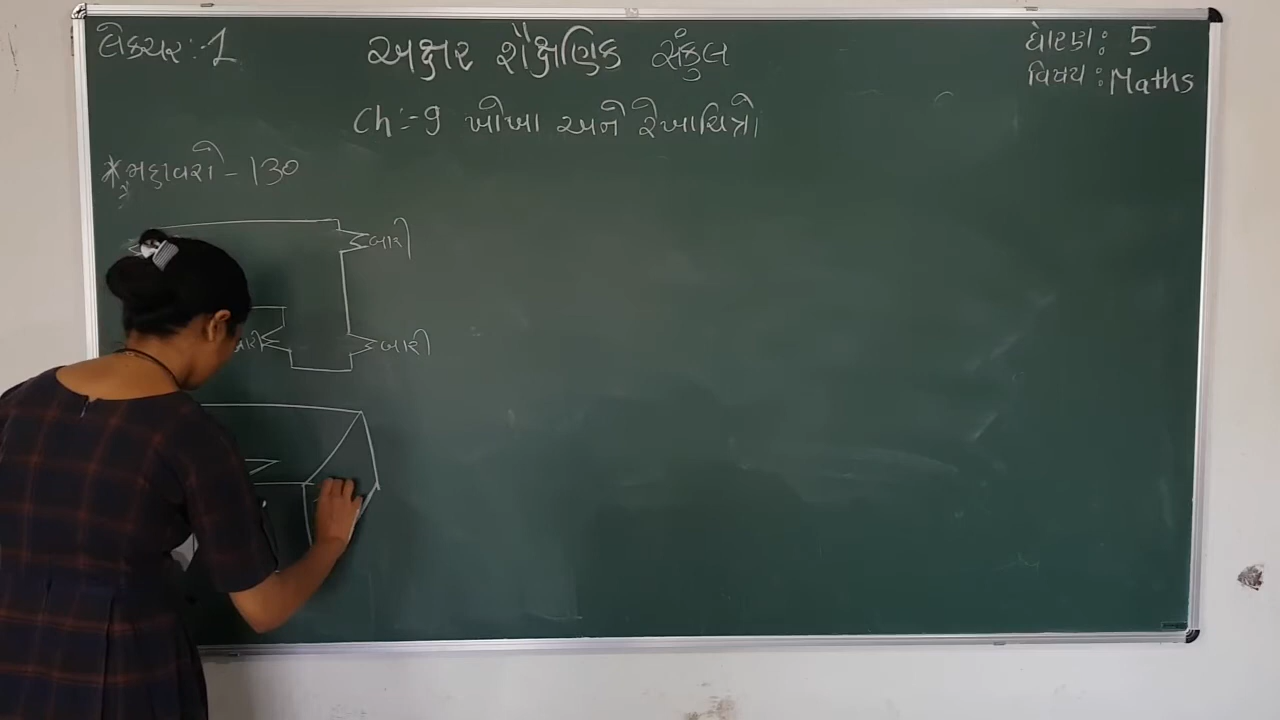 લેક્ચર :- 1
અક્ષર શૈક્ષણિક સંકુલ
ધોરણ : 5
વિષય : Maths
Ch :- 9 ખોખા અને રેખાચિત્રો
* મહાવરો - 130
બારી
બારી
બારી